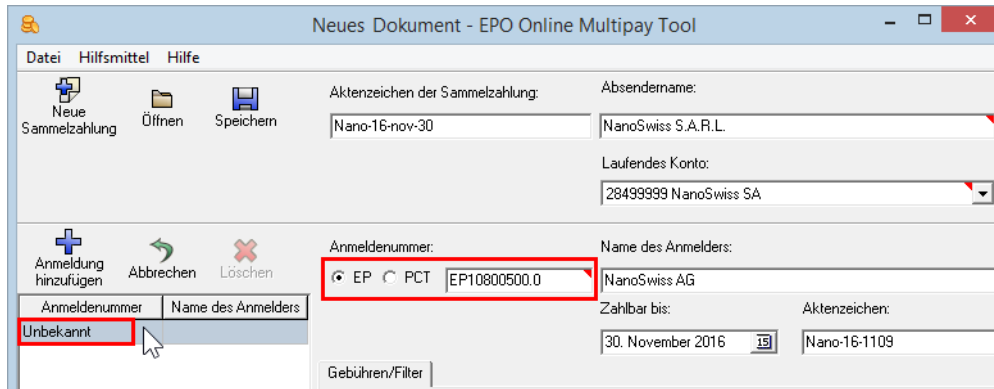 Neues Dokument - EPO Online Multipay Tool
Datei Hilfsmittel Hilfe
Neue Sammelzahlung
Öffnen
Speichern
Aktenzeichen der Sammelzahlung:
Nano-16-nov-30
Absendername:
NanoSwiss S.A.R.L.
Laufendes Konto:
28499999 NanoSwiss SA
Anmeldung hinzufügen
Abbrechen
Löschen
Anmeldenummer:
EP PCT EP10800500.0
Name des Anmelders:
NanoSwiss AG
Anmeldenummer Name des Anmelders
Unbekannt
Zahlbar bis:
30. November 2016 15
Aktenzeichen:
Nano-16-1109
Gebühren/Filter